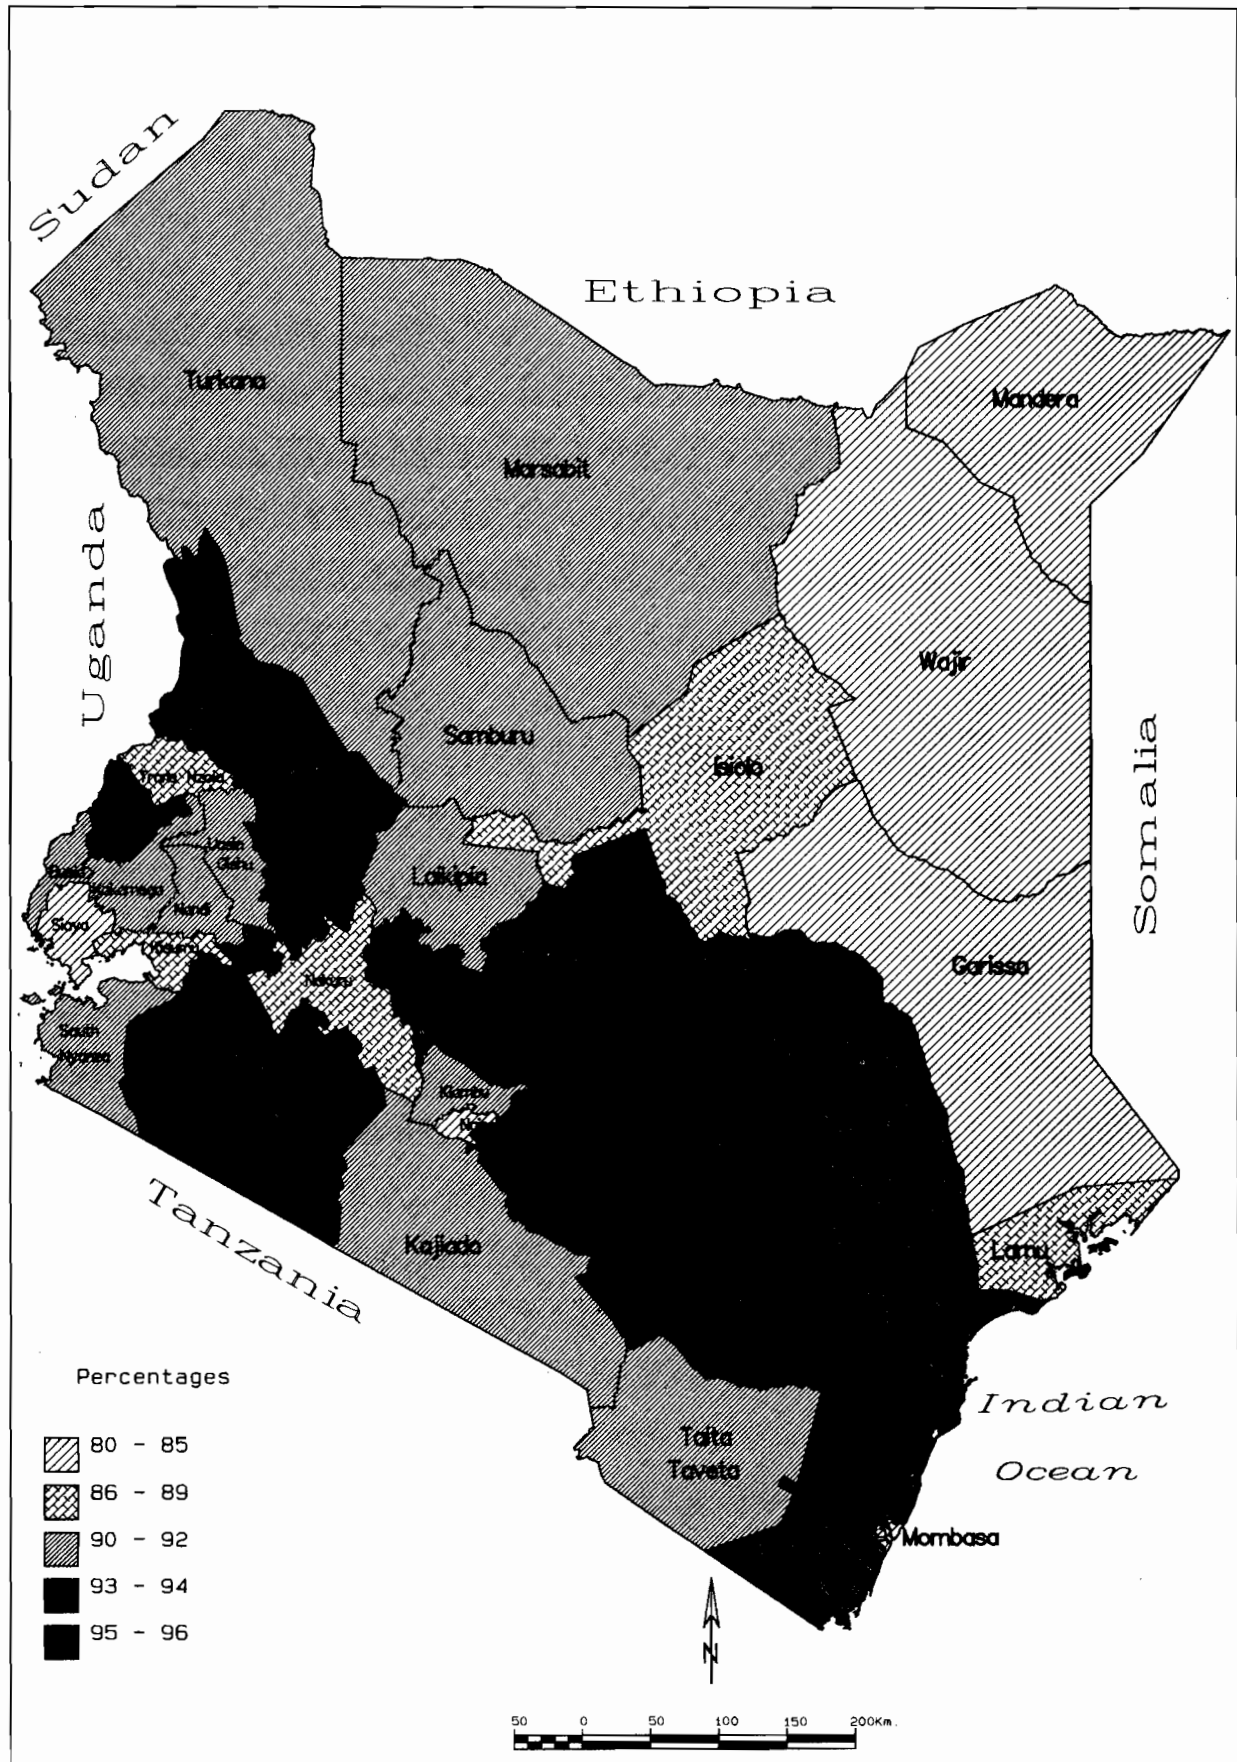 Sudan
Ethiopia
Turkana
Mandera
Marsabit
Uganda
Wajir
Samburu
Isiolo
Somalia
Trans Nzoia
Uasin
Gishu
Busia
Kakamega
Laikipia
Nandi
Siaya
Kisumu
Garissa
Nakuru
South
Nyanza
Kiambu
Kajiado
Lamu
Tanzania
Percentages
80 - 85
86 - 89
90 - 92
93 - 94
95 - 96
Indian
Ocean
Taita
Taveta
Mombasa
N
50 0 50 100 150 200Km.